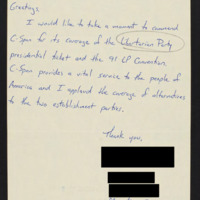 Greetings,
I would like to take a moment to commend
C-Span for its coverage of the Libertarian Party
presidential ticket and the '91 LP Convention.
C-Span provides a vital service to the people of
America and I applaud the coverage of alternatives
to the two establishment parties.
Thank you,